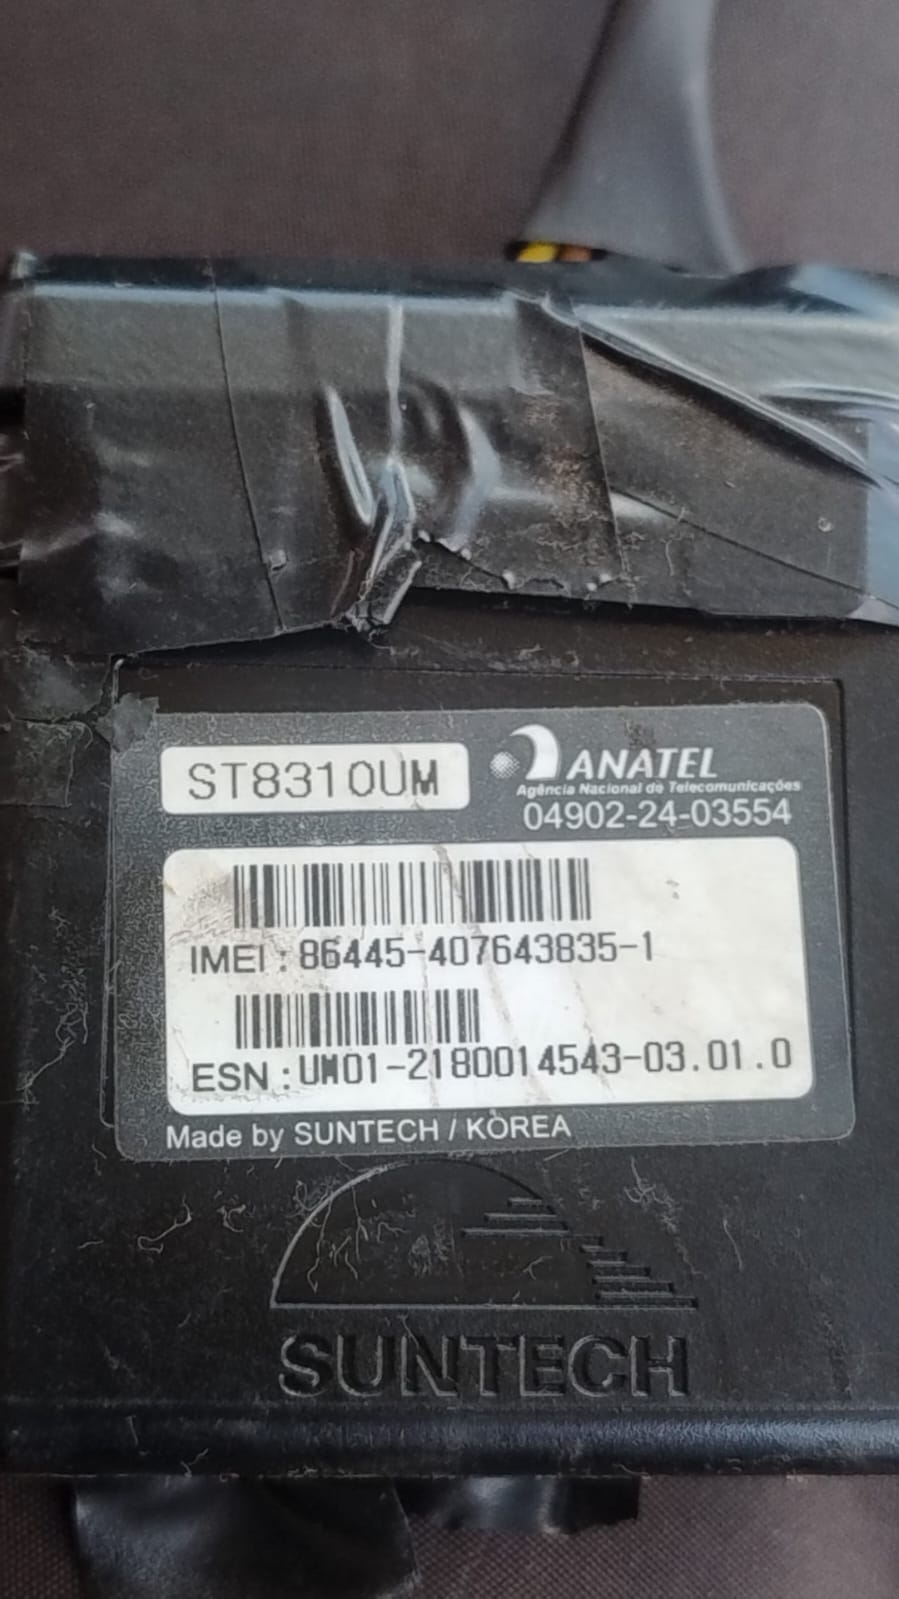 ST8310UM
ANATEL
Agência Nacional de Telecomunicações
04902-24-03554
IMEI : 86445-407643835-1
ESN : UM01-2180014543-03.01.0
Made by SUNTECH / KOREA
SUNTECH